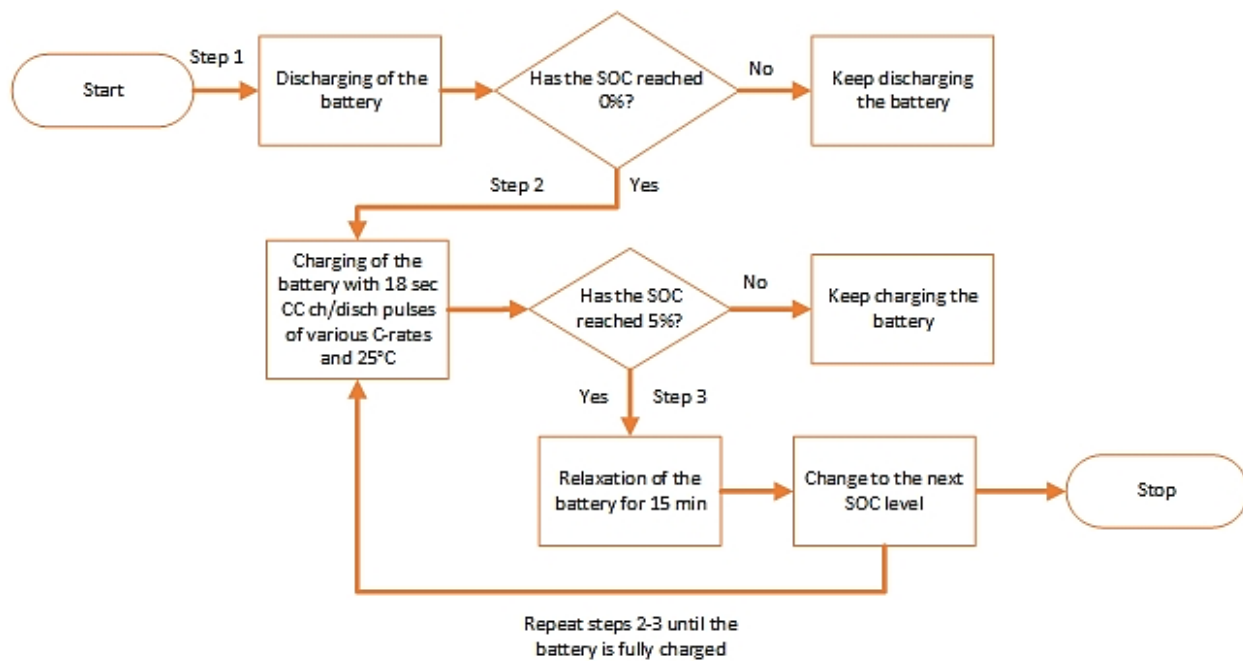 Start
Step 1
Discharging of the
battery
Has the SOC reached
0%?
No
Keep discharging
the battery
Step 2
Yes
Charging of the
battery with 18 sec
CC ch/disch pulses
of various C-rates
and 25°C
Has the SOC
reached 5%?
No
Keep charging the
battery
Yes
Step 3
Relaxation of the
battery for 15 min
Change to the next
SOC level
Stop
Repeat steps 2-3 until the
battery is fully charged